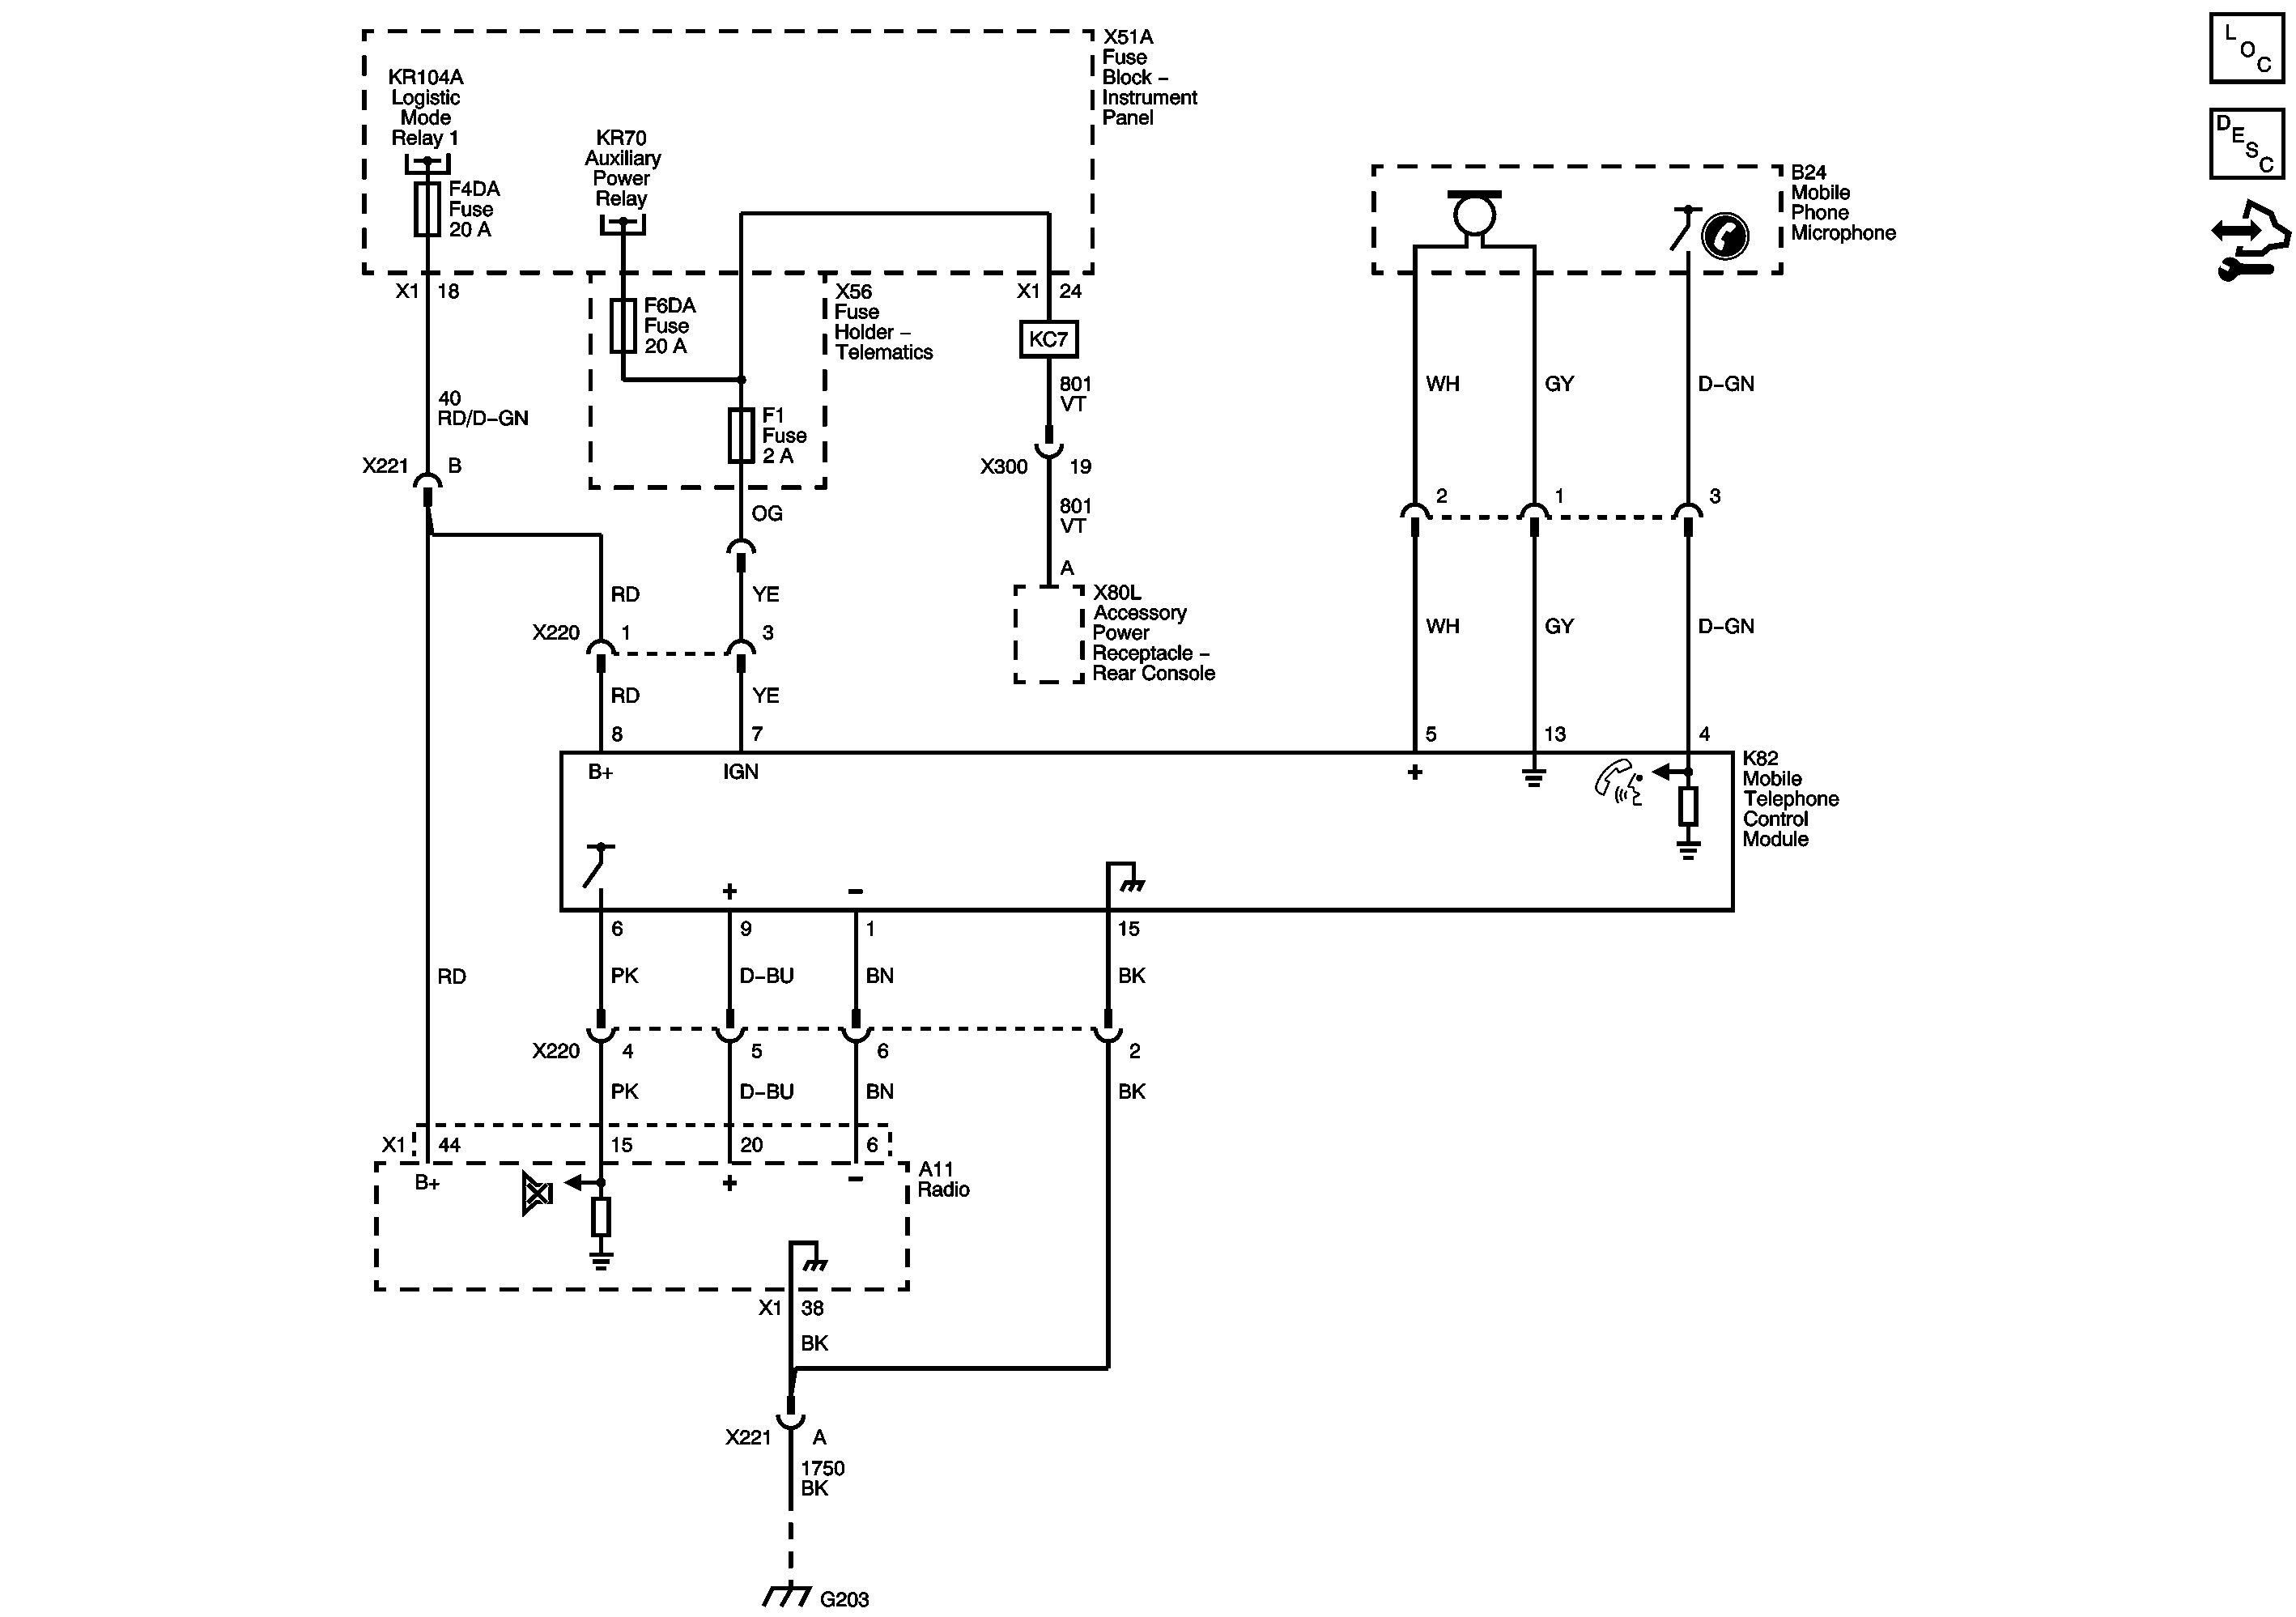 X51A
Fuse
Block –
Instrument
Panel
KR104A
Logistic
Mode
Relay 1
F4DA
Fuse
20 A
KR70
Auxiliary
Power
Relay
X1 18
F6DA
Fuse
20 A
X56
Fuse
Holder –
Telematics
X1 24
KC7
B24
Mobile
Phone
Microphone
L
O
C
D
E
S
C
40
RD/D–GN
F1
Fuse
2 A
801
VT
WH
GY
D–GN
X221 B
X300 19
OG
801
VT
2
1
3
A
X80L
Accessory
Power
Receptacle –
Rear Console
RD
YE
X220 1
3
WH
GY
D–GN
RD
YE
8
7
5
13
4
B+
IGN
+
K82
Mobile
Telephone
Control
Module
+
–
6
9
1
15
RD
PK
D–BU
BN
BK
X220 4
5
6
2
PK
D–BU
BN
BK
X1 44
15
20
6
B+
+
–
A11
Radio
X1 38
BK
X221 A
1750
BK
G203